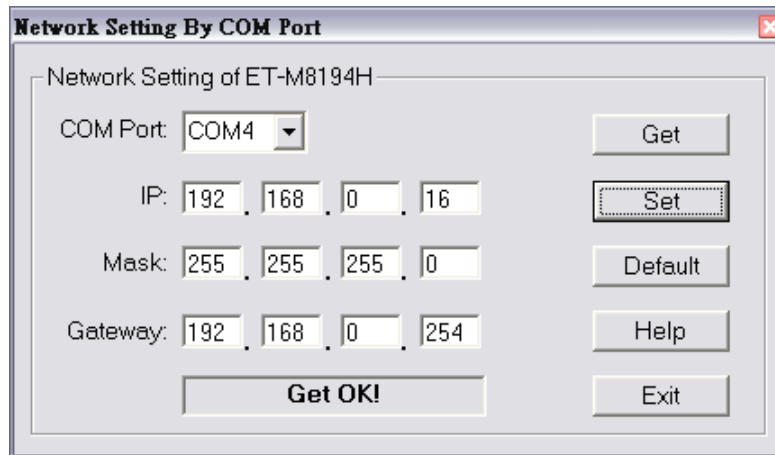 Network Setting By COM Port
Network Setting of ET-M8194H
COM Port: COM4 Get
IP: 192 . 168 . 0 . 16 Set
Mask: 255 . 255 . 255 . 0 Default
Gateway: 192 . 168 . 0 . 254 Help
Get OK! Exit